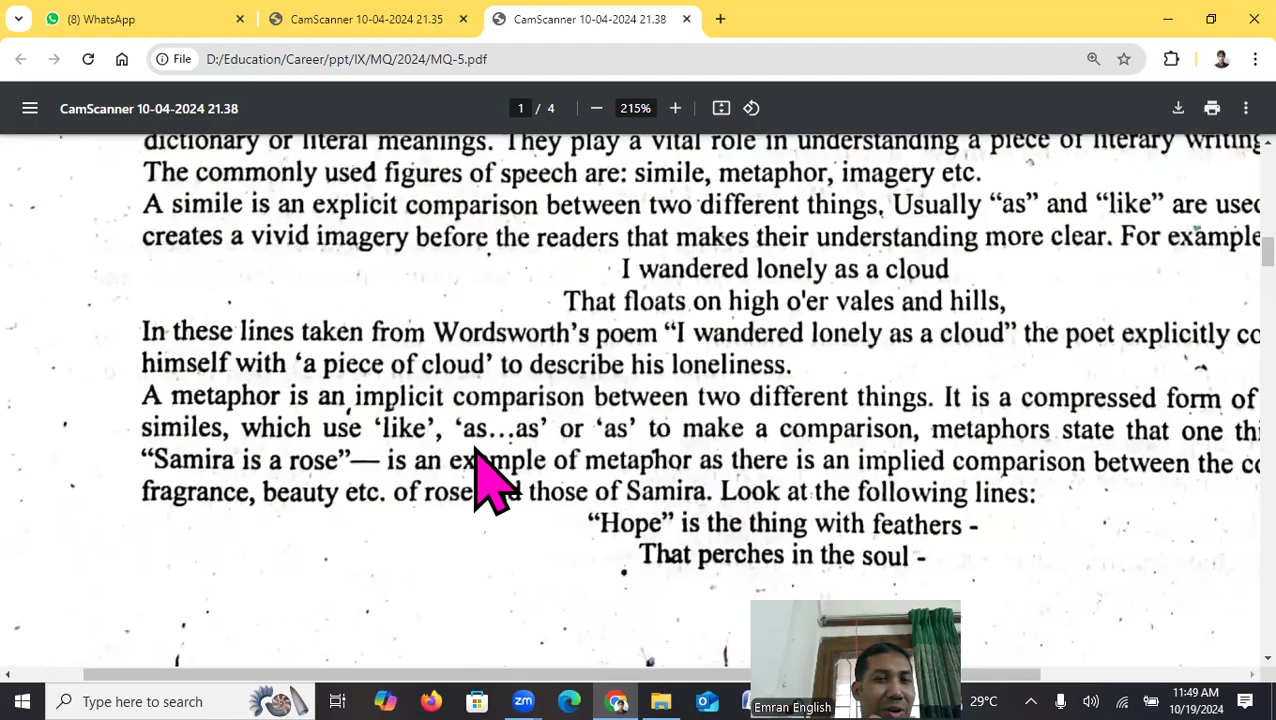 (8) WhatsApp
CamScanner 10-04-2024 21.35
CamScanner 10-04-2024 21.38
File
D:/Education/Career/ppt/IX/MQ/2024/MQ-5.pdf
CamScanner 10-04-2024 21.38
1 / 4
215%
dictionary or literal meanings. They play a vital role in understanding a piece of literary writing
The commonly used figures of speech are: simile, metaphor, imagery etc.
A simile is an explicit comparison between two different things. Usually “as” and “like” are used
creates a vivid imagery before the readers that makes their understanding more clear. For example
I wandered lonely as a cloud
That floats on high o'er vales and hills,
In these lines taken from Wordsworth’s poem “I wandered lonely as a cloud” the poet explicitly co
himself with ‘a piece of cloud’ to describe his loneliness.
A metaphor is an implicit comparison between two different things. It is a compressed form of
similes, which use ‘like’, ‘as...as’ or ‘as’ to make a comparison, metaphors state that one thi
“Samira is a rose”— is an example of metaphor as there is an implied comparison between the co
fragrance, beauty etc. of rose those of Samira. Look at the following lines:
“Hope” is the thing with feathers -
That perches in the soul -
Emran English
Type here to search
29°C
11:49 AM
10/19/2024